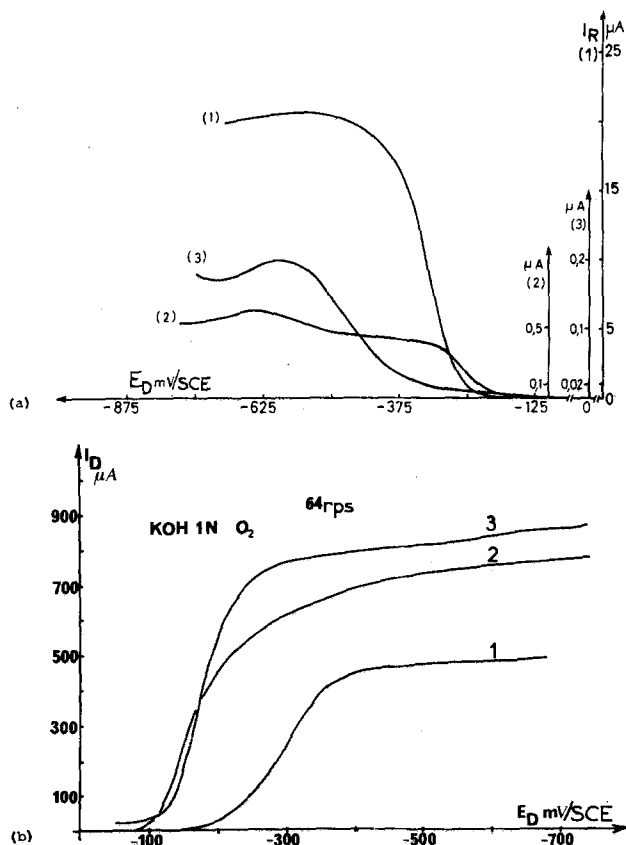 I_R μA
(1) 25
(1)
15
μA
(3)
(3)
μA
(2)
0,2
(2)
0,5
0,1
5
0,1
0,02
0
E_D mV/SCE
(a)
-875 -625 -375 -125 0
I_D
μA
64rps
KOH 1N O₂
900
3
2
700
500
1
300
100
E_D mV/SCE
(b)
-100 -300 -500 -700